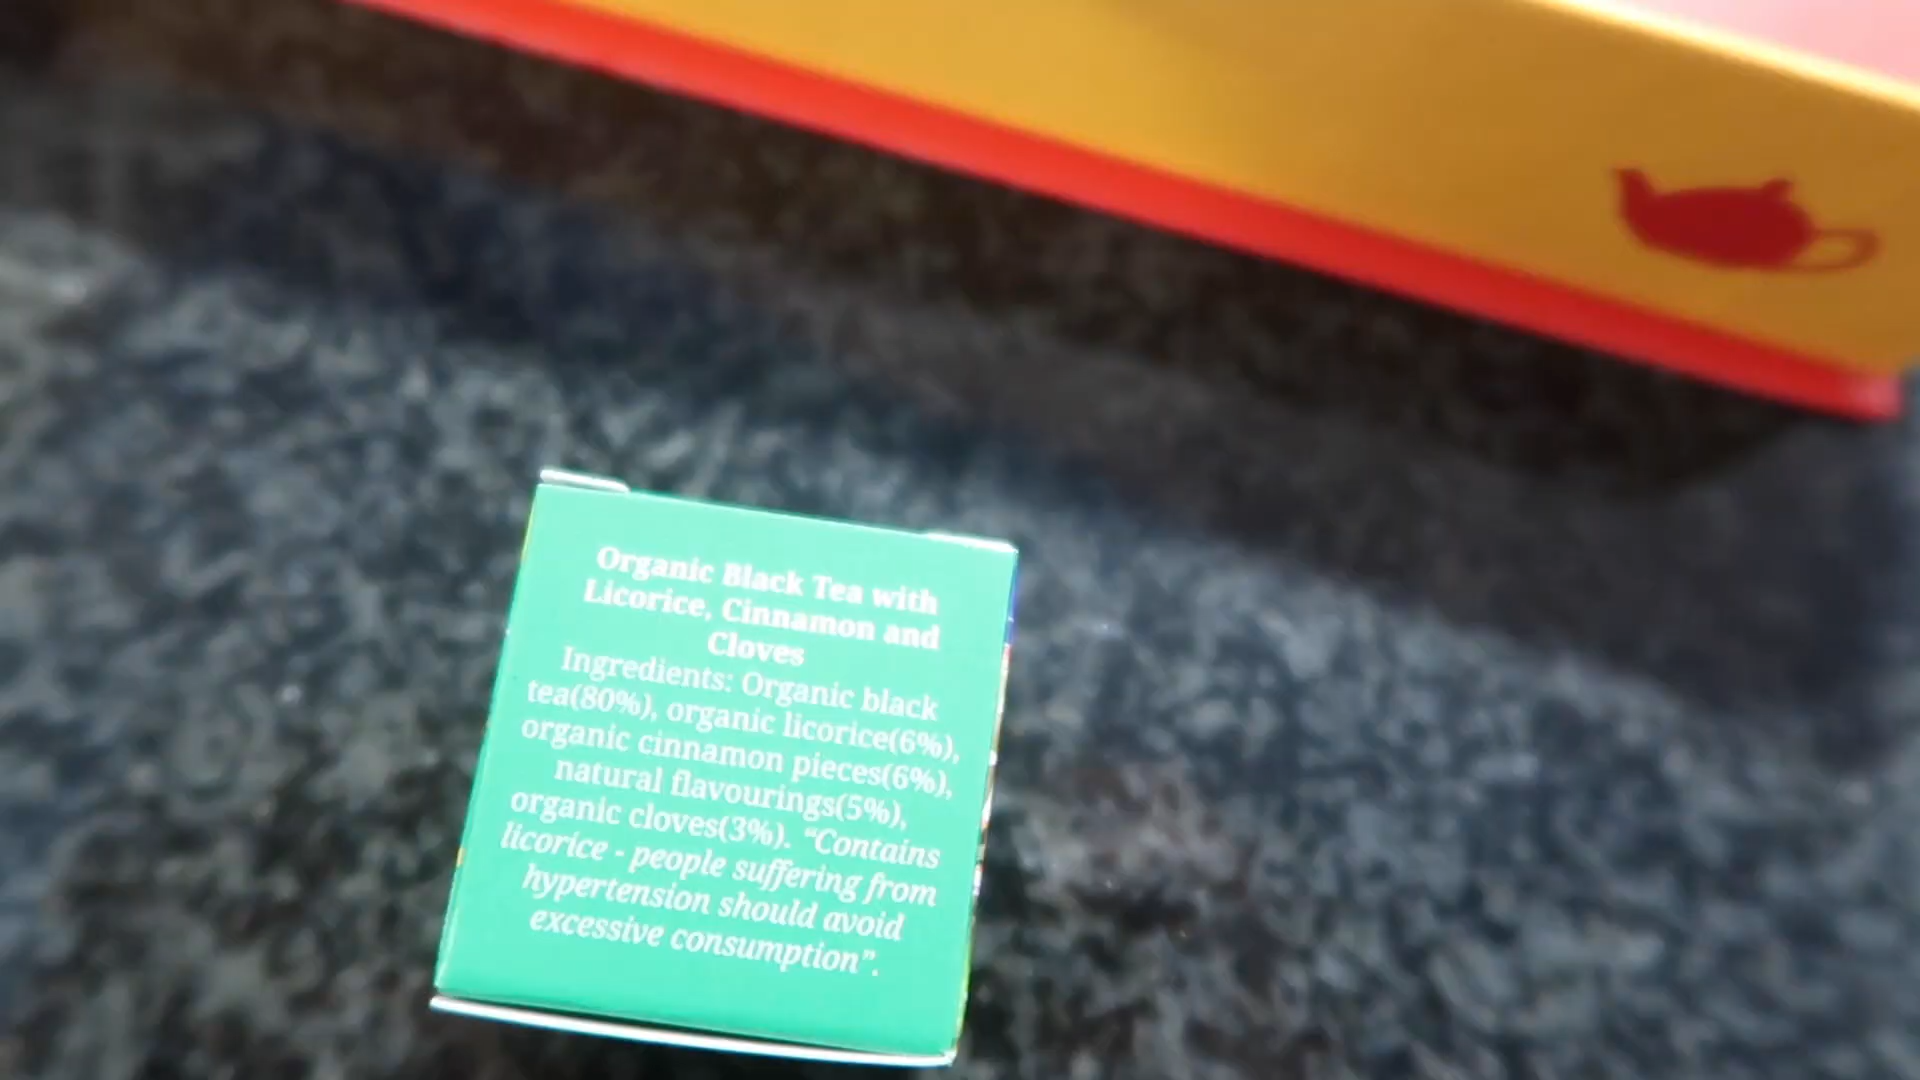 Organic Black Tea with
Licorice, Cinnamon and
Cloves
Ingredients: Organic black
tea(80%), organic licorice(6%),
organic cinnamon pieces(6%),
natural flavourings(5%),
organic cloves(3%). “Contains
licorice - people suffering from
hypertension should avoid
excessive consumption”.